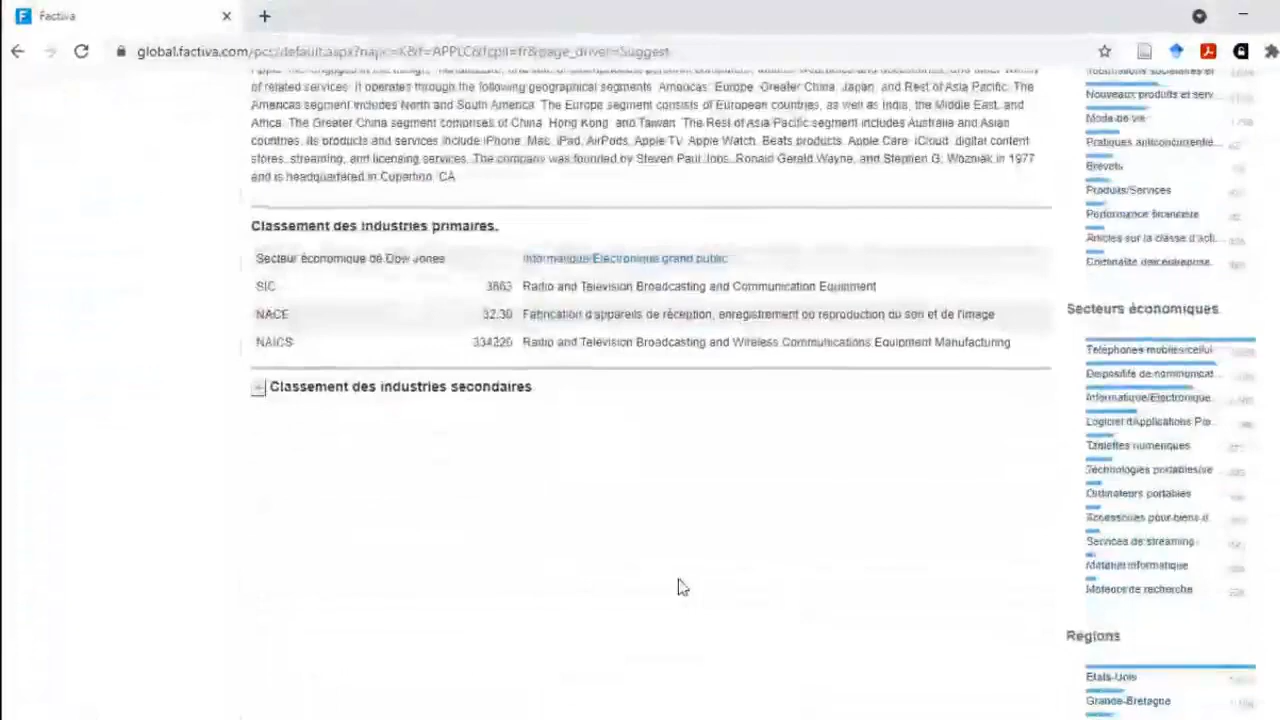 Factiva
global.factiva.com/pcs/default.aspx?
of related services. It operates through the following geographical segments: Americas, Europe, Greater China, Japan, and Rest of Asia Pacific. The
Americas segment includes North and South America. The Europe segment consists of European countries, as well as India, the Middle East, and
Africa. The Greater China segment comprises of China, Hong Kong, and Taiwan. The Rest of Asia Pacific segment includes Australia and Asian
countries. Its products and services include iPhone, Mac, iPad, AirPods, Apple TV, Apple Watch, Beats products, Apple Care, iCloud, digital content
stores, streaming, and licensing services. The company was founded by Steven Paul Jobs, Ronald Gerald Wayne, and Stephen G. Wozniak in 1977
and is headquartered in Cupertino, CA.
Classement des industries primaires.
Secteur économique de Dow Jones Informatique/Électronique grand public
SIC 3663 Radio and Television Broadcasting and Communication Equipment
NACE 32.30 Fabrication d'appareils de réception, enregistrement ou reproduction du son et de l'image
NAICS 334220 Radio and Television Broadcasting and Wireless Communications Equipment Manufacturing
Classement des industries secondaires
Nouveaux produits et serv...
Mode de vie
Pratiques anticoncurrentie...
Brevets
Produits/Services
Performance financière
Articles sur la classe d'acti...
Criminalité des entreprise...
Secteurs économiques
Téléphones mobiles/cellul...
Dispositifs de communicat...
Informatique/Électronique...
Logiciel d'Applications Po...
Tablettes numériques
Technologies portables/ve...
Ordinateurs portables
Accessoires pour biens d...
Services de streaming
Matériel informatique
Moteurs de recherche
Régions
États-Unis
Grande-Bretagne